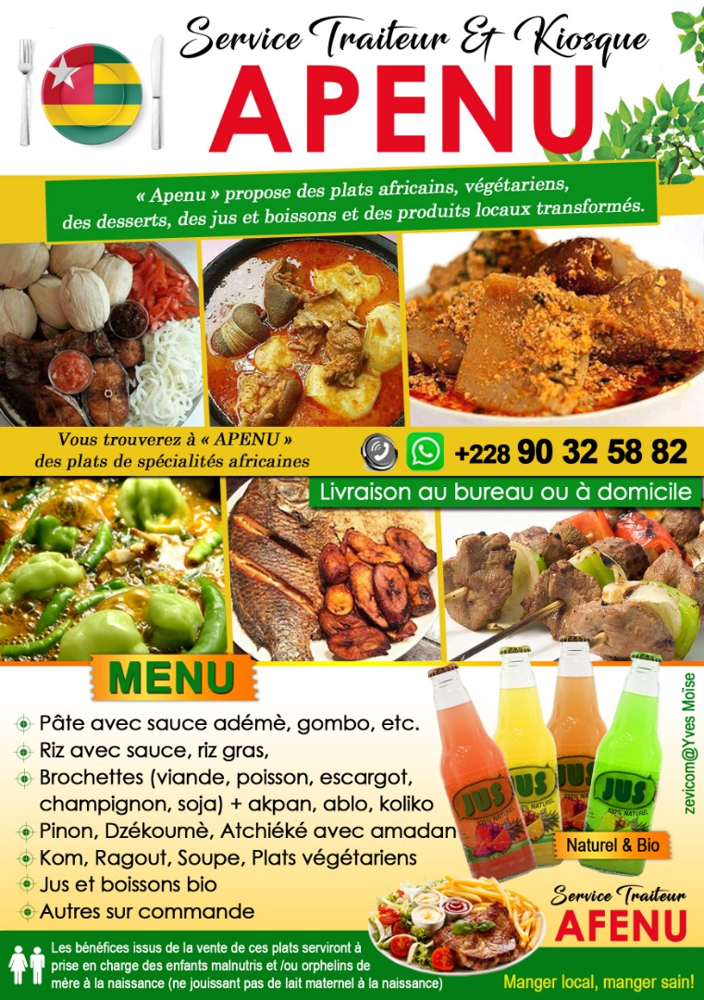 Service Traiteur Et Kiosque
APENU
« Apenu » propose des plats africains, végétariens,
des desserts, des jus et boissons et des produits locaux transformés.
Vous trouverez à « APENU »
des plats de spécialités africaines
+228 90 32 58 82
Livraison au bureau ou à domicile
MENU
Pâte avec sauce adémè, gombo, etc.
Riz avec sauce, riz gras,
Brochettes (viande, poisson, escargot,
champignon, soja) + akpan, ablo, koliko
Pinon, Dzékoumè, Atchiéké avec amadan
Kom, Ragout, Soupe, Plats végétariens
Jus et boissons bio
Autres sur commande
zevicom@Yves Moïse
JUS
JUS
JUS
JUS
100% NATUREL
Naturel & Bio
Service Traiteur
AFENU
Les bénéfices issus de la vente de ces plats serviront à
prise en charge des enfants malnutris et /ou orphelins de
mère à la naissance (ne jouissant pas de lait maternel à la naissance)
Manger local, manger sain!